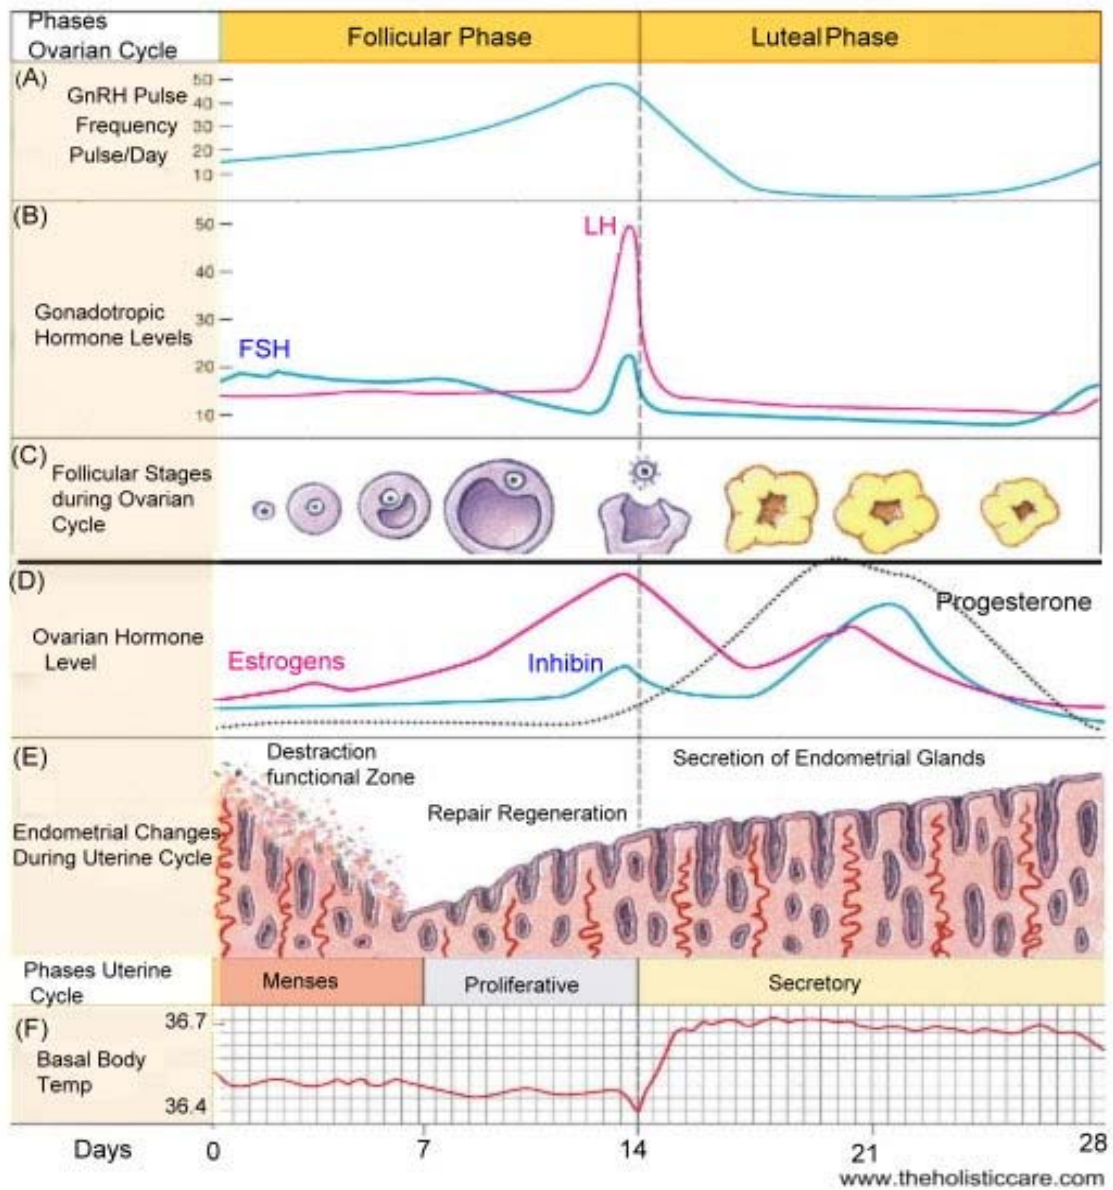 Phases
Ovarian Cycle
Follicular Phase
Luteal Phase
(A)
GnRH Pulse
Frequency
Pulse/Day
50
40
30
20
10
(B)
Gonadotropic
Hormone Levels
50
40
30
20
10
LH
FSH
(C)
Follicular Stages
during Ovarian
Cycle
(D)
Ovarian Hormone
Level
Estrogens
Inhibin
Progesterone
(E)
Endometrial Changes
During Uterine Cycle
Destraction
functional Zone
Repair Regeneration
Secretion of Endometrial Glands
Phases Uterine
Cycle
Menses
Proliferative
Secretory
(F)
Basal Body
Temp
36.7
36.4
Days
0
7
14
21
28
www.theholisticcare.com